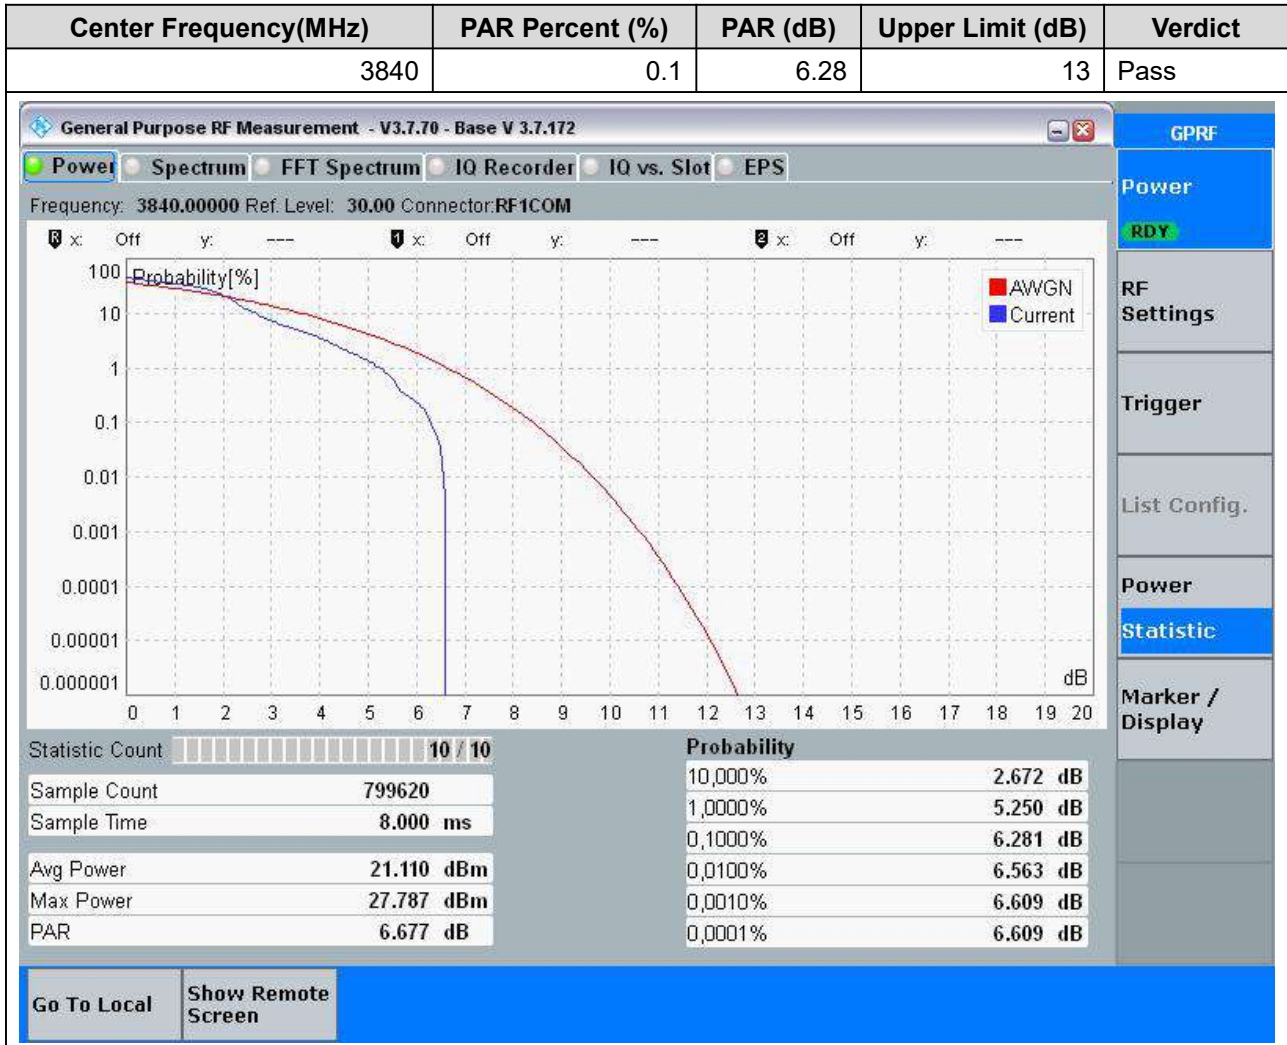 Center Frequency(MHz) PAR Percent (%) PAR (dB) Upper Limit (dB) Verdict
3840 0.1 6.28 13 Pass
General Purpose RF Measurement - V3.7.70 - Base V 3.7.172
GPRF
Power Spectrum FFT Spectrum IQ Recorder IQ vs. Slot EPS
Power
RDY
Frequency: 3840.00000 Ref. Level: 30.00 Connector:RF1COM
R x: Off y: --- 1 x: Off y: --- 2 x: Off y: ---
Probability[%]
AWGN
Current
100
10
1
0.1
0.01
0.001
0.0001
0.00001
0.000001
dB
0 1 2 3 4 5 6 7 8 9 10 11 12 13 14 15 16 17 18 19 20
RF
Settings
Trigger
List Config.
Power
Statistic
Marker /
Display
Statistic Count 10 / 10
Sample Count 799620
Sample Time 8.000 ms
Avg Power 21.110 dBm
Max Power 27.787 dBm
PAR 6.677 dB
Probability
10,000% 2.672 dB
1,0000% 5.250 dB
0,1000% 6.281 dB
0,0100% 6.563 dB
0,0010% 6.609 dB
0,0001% 6.609 dB
Go To Local
Show Remote
Screen